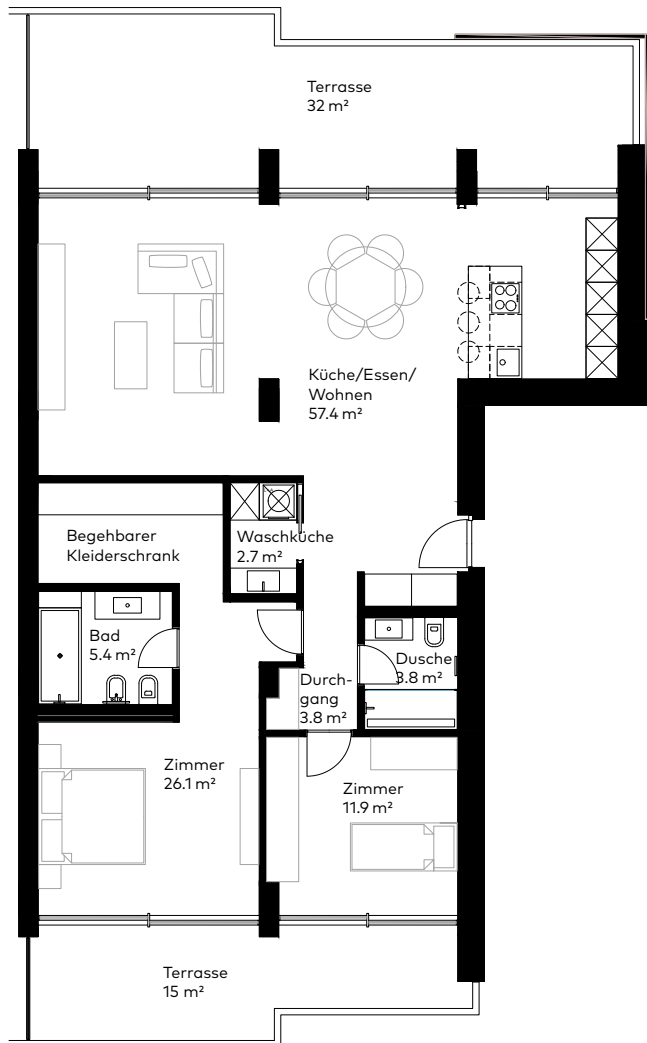 Terrasse
32 m²
Küche/Essen/
Wohnen
57.4 m²
Begehbarer
Kleiderschrank
Waschküche
2.7 m²
Bad
5.4 m²
Dusche
3.8 m²
Durch-
gang
3.8 m²
Zimmer
26.1 m²
Zimmer
11.9 m²
Terrasse
15 m²